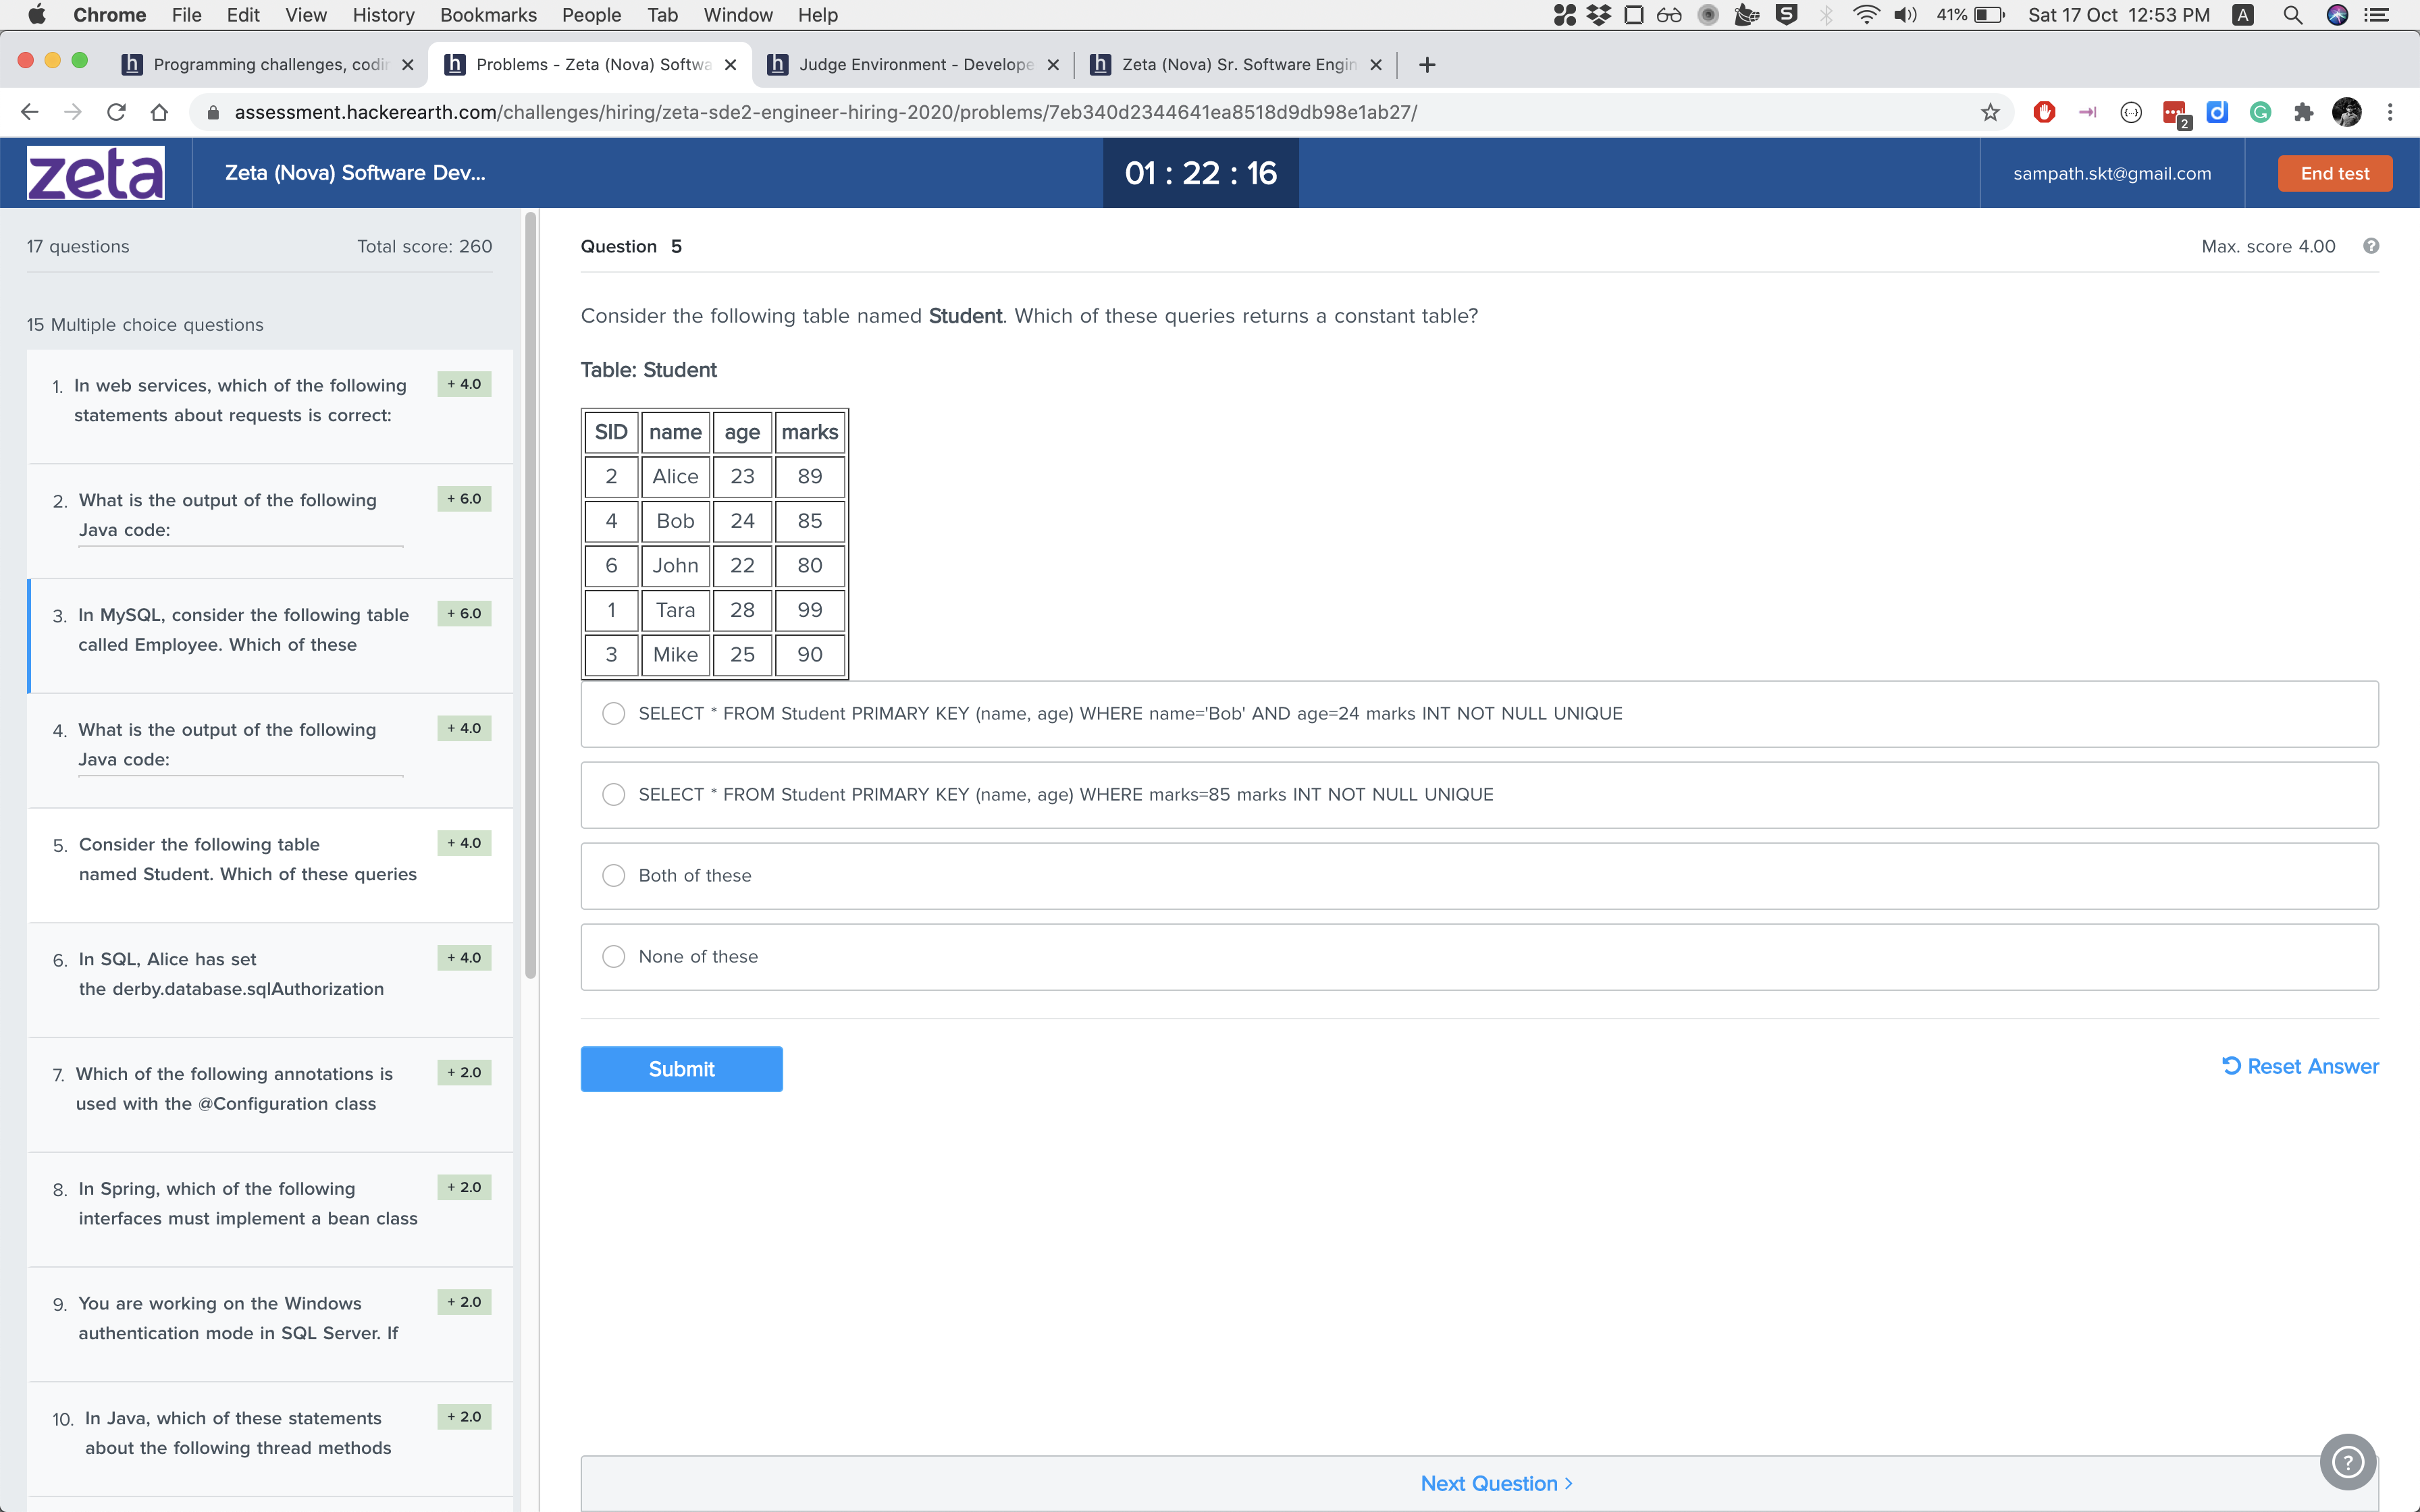 Chrome File Edit View History Bookmarks People Tab Window Help 41% Sat 17 Oct 12:53 PM A
Programming challenges, codin Problems - Zeta (Nova) Softwa Judge Environment - Develope Zeta (Nova) Sr. Software Engin
assessment.hackerearth.com/challenges/hiring/zeta-sde2-engineer-hiring-2020/problems/7eb340d2344641ea8518d9db98e1ab27/ 2
zeta Zeta (Nova) Software Dev... 01 : 22 : 16 sampath.skt@gmail.com End test
17 questions Total score: 260
15 Multiple choice questions
1. In web services, which of the following + 4.0
statements about requests is correct:
2. What is the output of the following + 6.0
Java code:
3. In MySQL, consider the following table + 6.0
called Employee. Which of these
4. What is the output of the following + 4.0
Java code:
5. Consider the following table + 4.0
named Student. Which of these queries
6. In SQL, Alice has set + 4.0
the derby.database.sqlAuthorization
7. Which of the following annotations is + 2.0
used with the @Configuration class
8. In Spring, which of the following + 2.0
interfaces must implement a bean class
9. You are working on the Windows + 2.0
authentication mode in SQL Server. If
10. In Java, which of these statements + 2.0
about the following thread methods
Question 5 Max. score 4.00 ?
Consider the following table named Student. Which of these queries returns a constant table?
Table: Student
SID name age marks
2 Alice 23 89
4 Bob 24 85
6 John 22 80
1 Tara 28 99
3 Mike 25 90
SELECT * FROM Student PRIMARY KEY (name, age) WHERE name='Bob' AND age=24 marks INT NOT NULL UNIQUE
SELECT * FROM Student PRIMARY KEY (name, age) WHERE marks=85 marks INT NOT NULL UNIQUE
Both of these
None of these
Submit Reset Answer
Next Question >
?